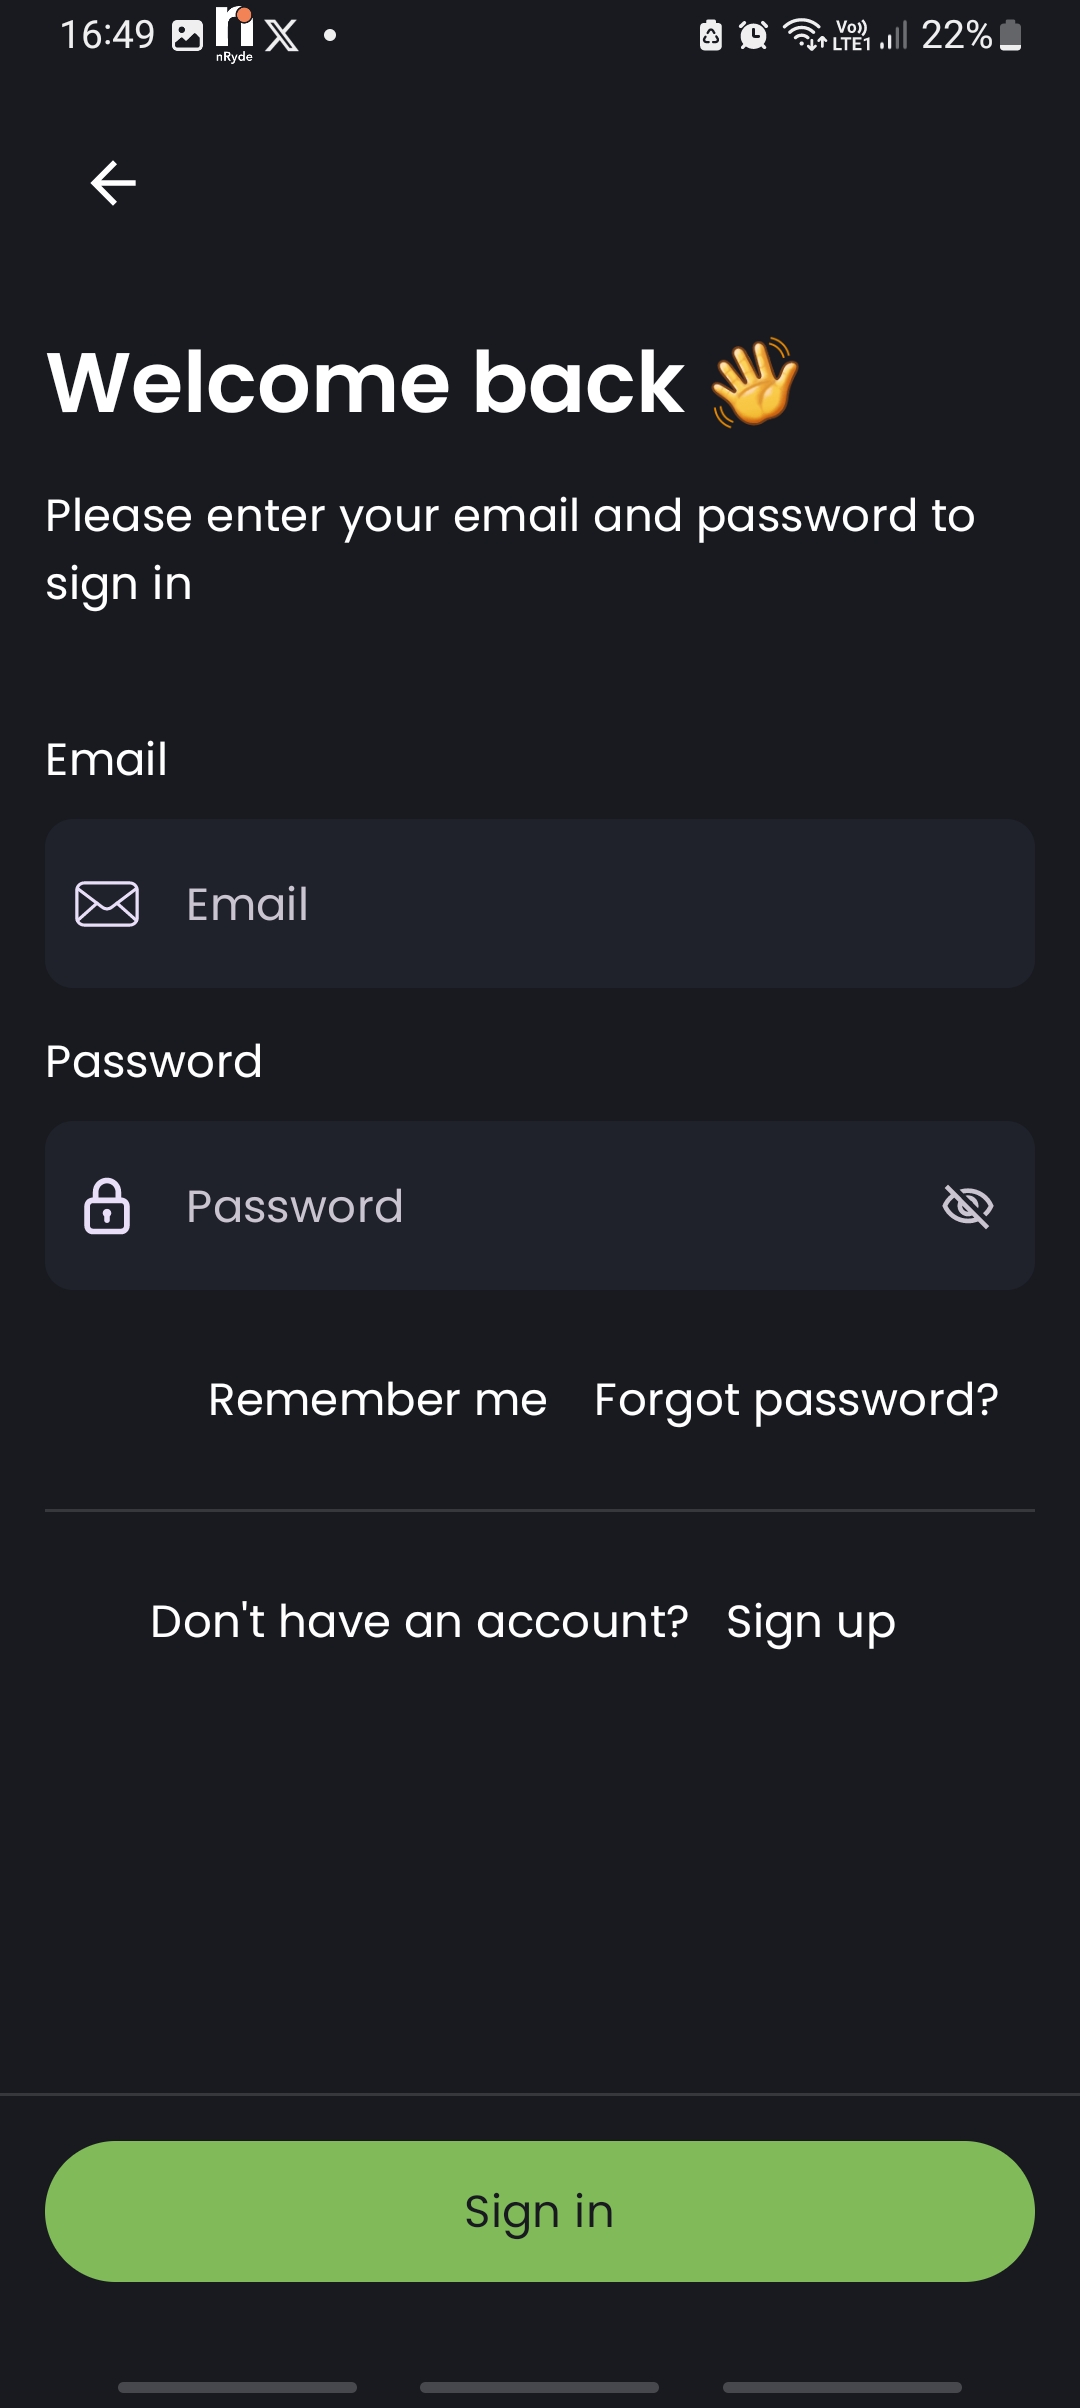 16:49 nRyde Vo)) LTE1 22%
Welcome back 👋
Please enter your email and password to
sign in
Email
Email
Password
Password
Remember me Forgot password?
Don't have an account? Sign up
Sign in